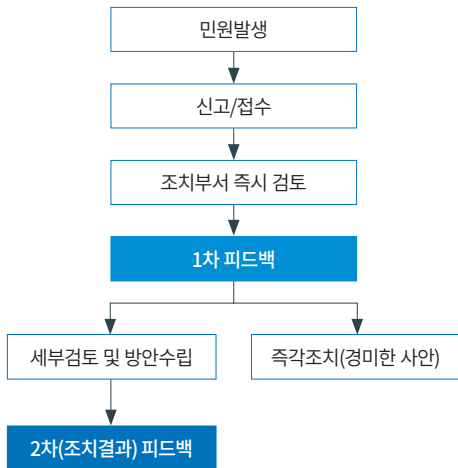 민원발생
신고/접수
조치부서 즉시 검토
1차 피드백
세부검토 및 방안수립
즉각조치(경미한 사안)
2차(조치결과) 피드백